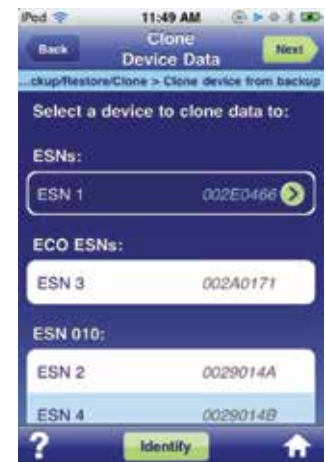 iPod 11:49 AM
Back Clone Device Data Next
...ckup/Restore/Clone > Clone device from backup
Select a device to clone data to:
ESNs:
ESN 1 002E0466
ECO ESNs:
ESN 3 002A0171
ESN 010:
ESN 2 0029014A
ESN 4 0029014B
? Identify